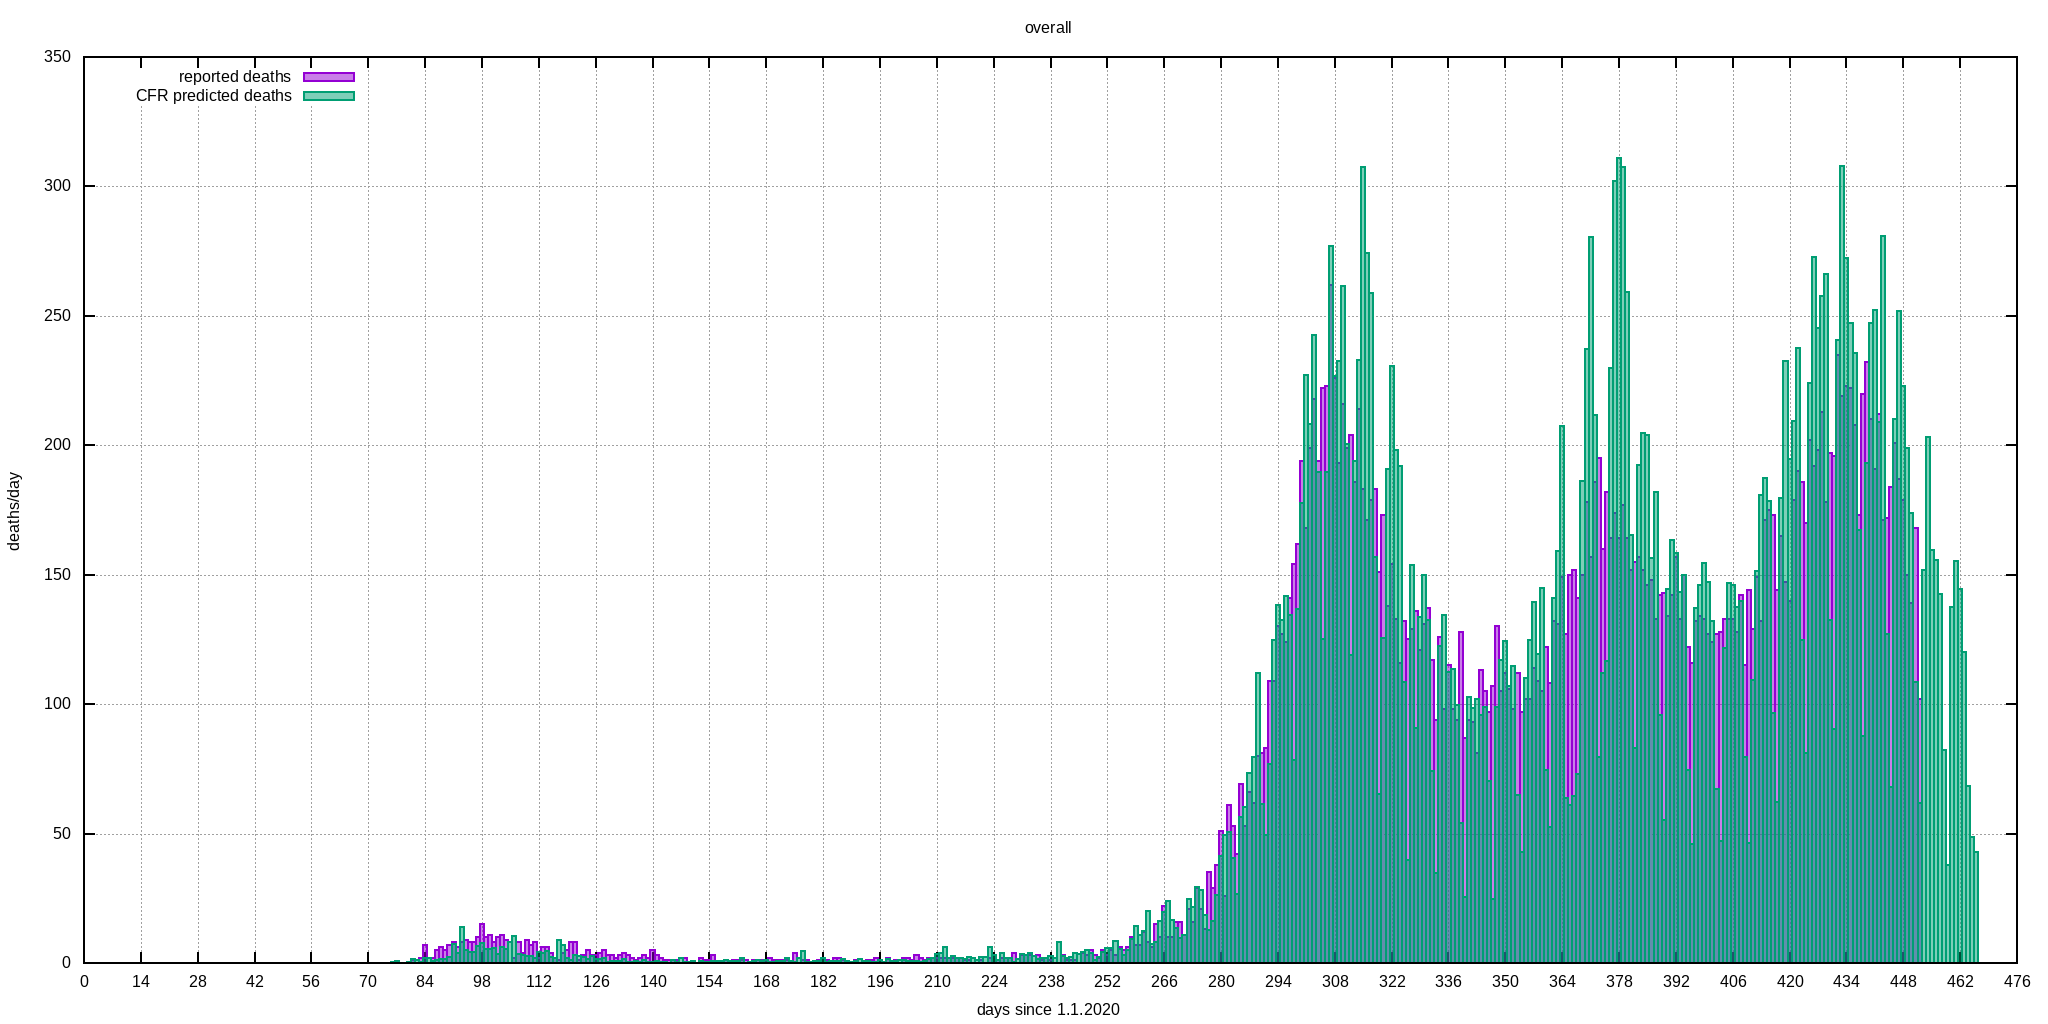 overall
reported deaths
CFR predicted deaths
350
300
250
200
150
100
50
0
deaths/day
0 14 28 42 56 70 84 98 112 126 140 154 168 182 196 210 224 238 252 266 280 294 308 322 336 350 364 378 392 406 420 434 448 462 476
days since 1.1.2020